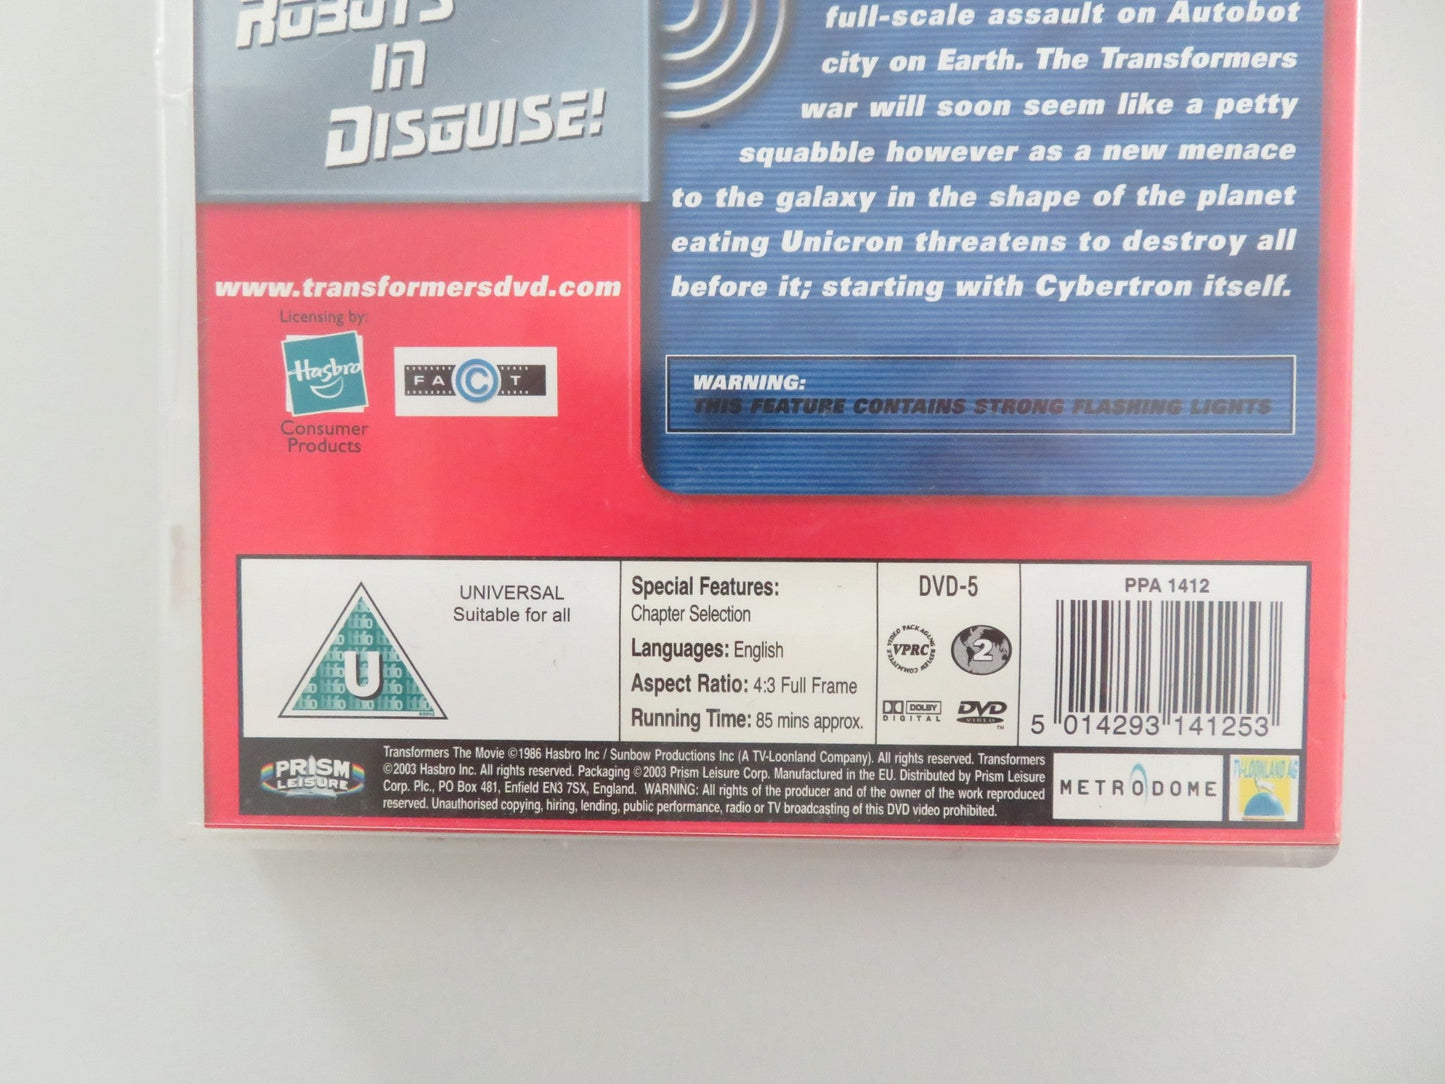 ROBOTS
IN
DISGUISE!
full-scale assault on Autobot
city on Earth. The Transformers
war will soon seem like a petty
squabble however as a new menace
to the galaxy in the shape of the planet
eating Unicron threatens to destroy all
before it; starting with Cybertron itself.
www.transformersdvd.com
Licensing by:
Hasbro
Consumer
Products
FACT
WARNING:
THIS FEATURE CONTAINS STRONG FLASHING LIGHTS
U
UNIVERSAL
Suitable for all
Special Features:
Chapter Selection
Languages: English
Aspect Ratio: 4:3 Full Frame
Running Time: 85 mins approx.
DVD-5
VIDEO PACKAGING REVIEW COMMITTEE
VPRC
2
DOLBY
DIGITAL
DVD
VIDEO
TM
PPA 1412
5 014293 141253
PRISM
LEISURE
Transformers The Movie ©1986 Hasbro Inc / Sunbow Productions Inc (A TV-Loonland Company). All rights reserved. Transformers
©2003 Hasbro Inc. All rights reserved. Packaging ©2003 Prism Leisure Corp. Manufactured in the EU. Distributed by Prism Leisure
Corp. Plc., PO Box 481, Enfield EN3 7SX, England. WARNING: All rights of the producer and of the owner of the work reproduced
reserved. Unauthorised copying, hiring, lending, public performance, radio or TV broadcasting of this DVD video prohibited.
METRODOME
TV-LOONLAND AG